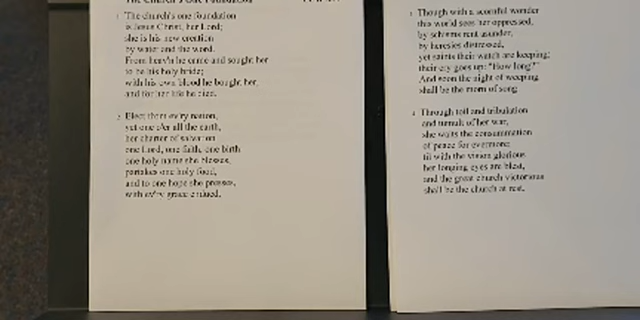 The Church's One Foundation
1 The church's one foundation
is Jesus Christ, her Lord;
she is his new creation
by water and the word.
From heav'n he came and sought her
to be his holy bride;
with his own blood he bought her,
and for her life he died.
2 Elect from ev'ry nation,
yet one o'er all the earth,
her charter of salvation
one Lord, one faith, one birth
one holy name she blesses,
partakes one holy food,
and to one hope she presses,
with ev'ry grace endued.
3 Though with a scornful wonder
this world sees her oppressed,
by schisms rent asunder,
by heresies distressed,
yet saints their watch are keeping;
their cry goes up: "How long?"
And soon the night of weeping
shall be the morn of song
4 Through toil and tribulation
and tumult of her war,
she waits the consummation
of peace for evermore;
till with the vision glorious
her longing eyes are blest,
and the great church victorious
shall be the church at rest.